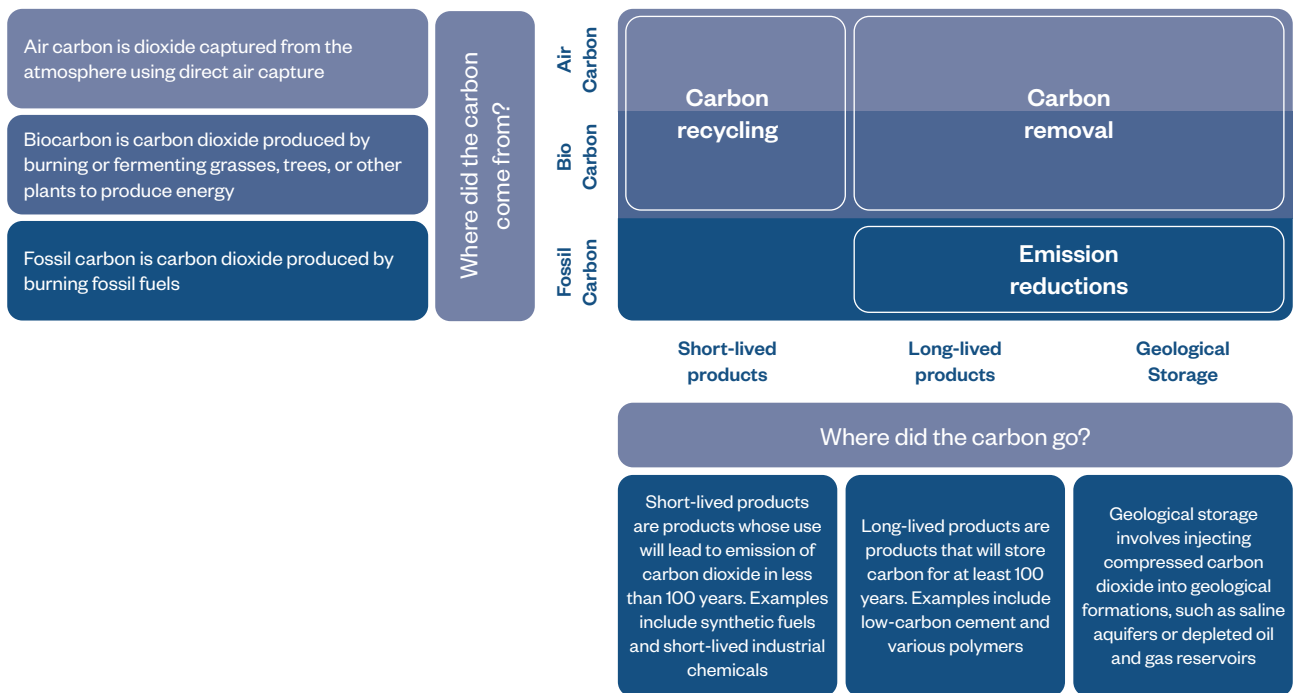 Air carbon is dioxide captured from the
atmosphere using direct air capture
Biocarbon is carbon dioxide produced by
burning or fermenting grasses, trees, or other
plants to produce energy
Fossil carbon is carbon dioxide produced by
burning fossil fuels
Where did the carbon
come from?
Air
Carbon
Bio
Carbon
Fossil
Carbon
Carbon
recycling
Carbon
removal
Emission
reductions
Short-lived
products
Long-lived
products
Geological
Storage
Where did the carbon go?
Short-lived products
are products whose use
will lead to emission of
carbon dioxide in less
than 100 years. Examples
include synthetic fuels
and short-lived industrial
chemicals
Long-lived products are
products that will store
carbon for at least 100
years. Examples include
low-carbon cement and
various polymers
Geological storage
involves injecting
compressed carbon
dioxide into geological
formations, such as saline
aquifers or depleted oil
and gas reservoirs